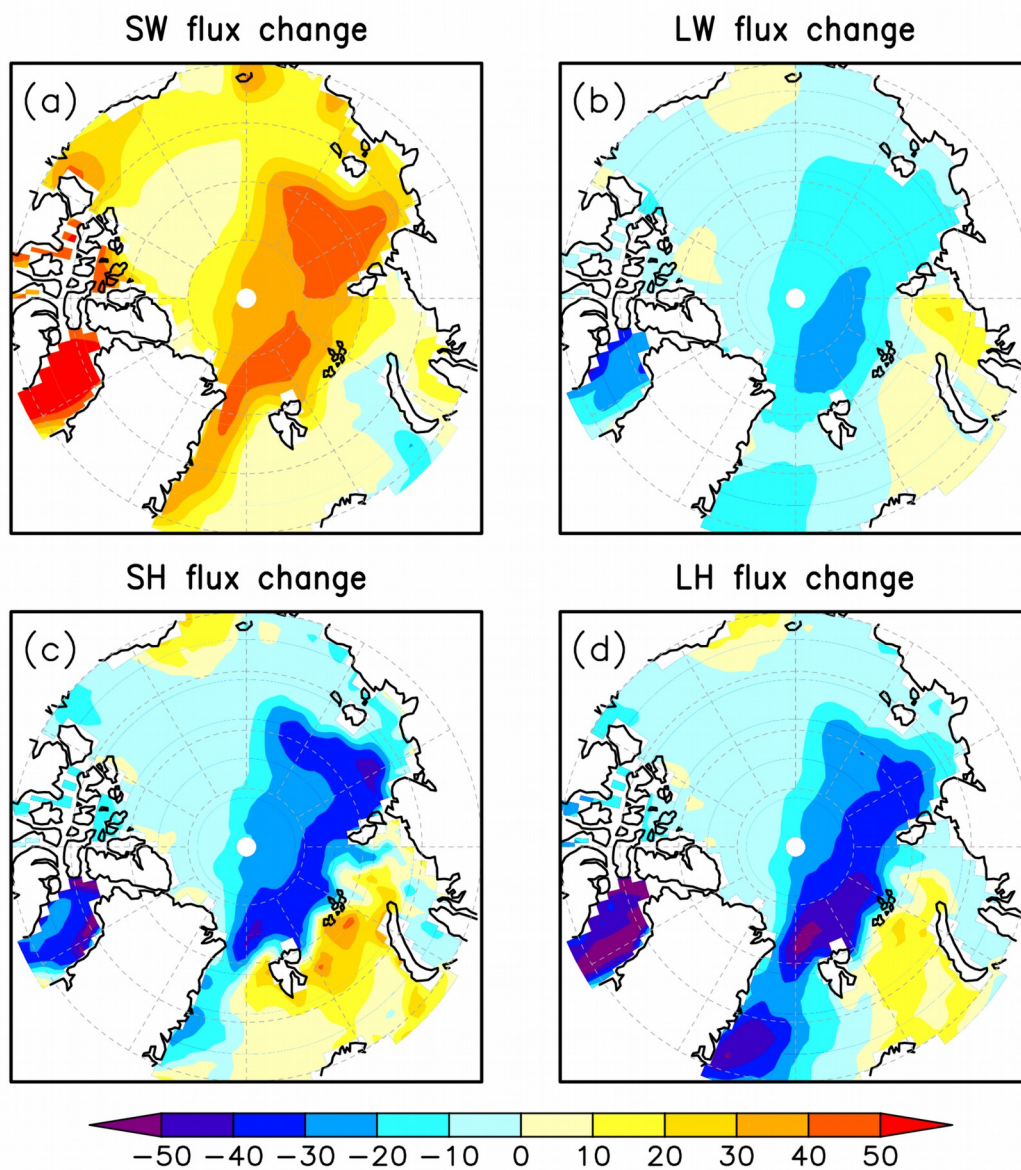 SW flux change
LW flux change
(a)
(b)
SH flux change
LH flux change
(c)
(d)
−50 −40 −30 −20 −10 0 10 20 30 40 50